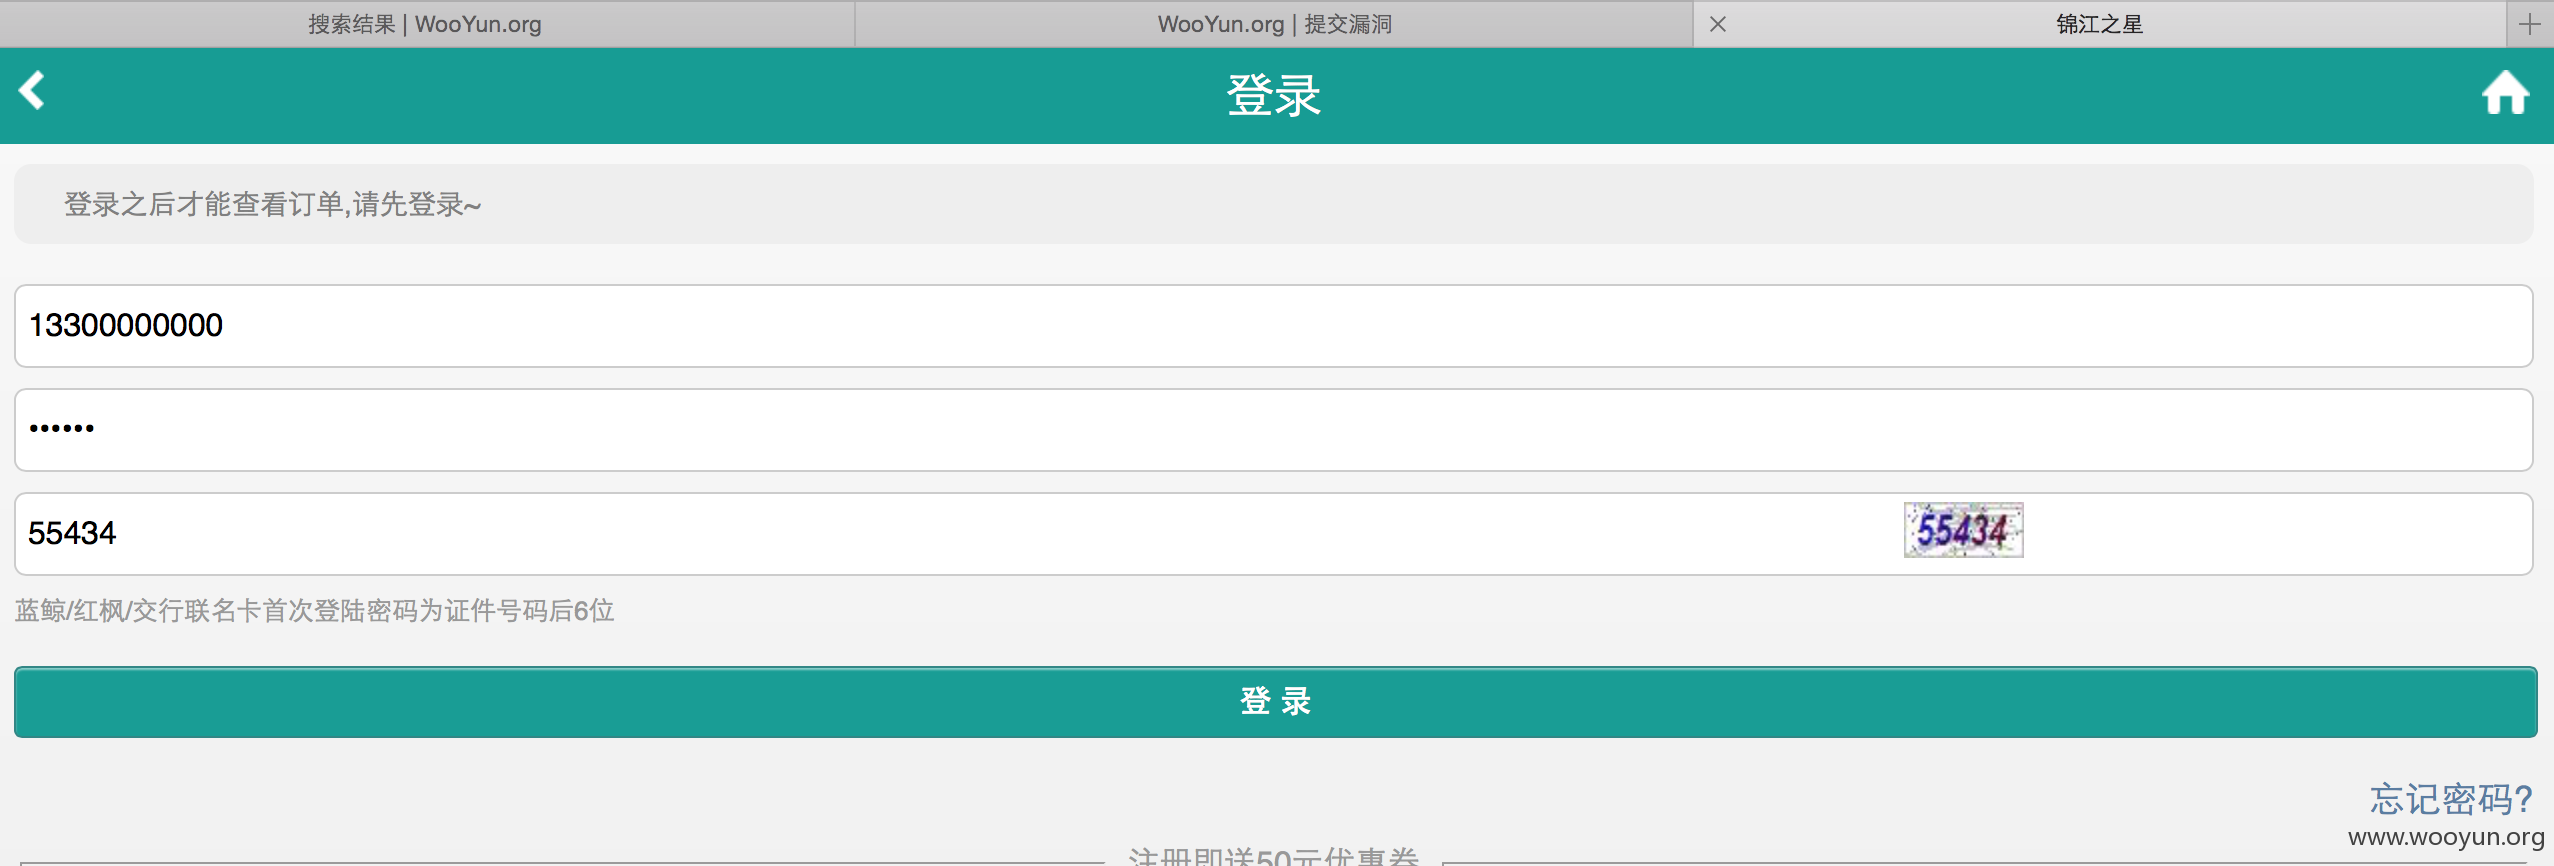 搜索结果 | WooYun.org
WooYun.org | 提交漏洞
锦江之星
登录
登录之后才能查看订单,请先登录~
13300000000
••••••
55434
55434
蓝鲸/红枫/交行联名卡首次登陆密码为证件号码后6位
登 录
忘记密码?
www.wooyun.org
注册即送50元优惠券